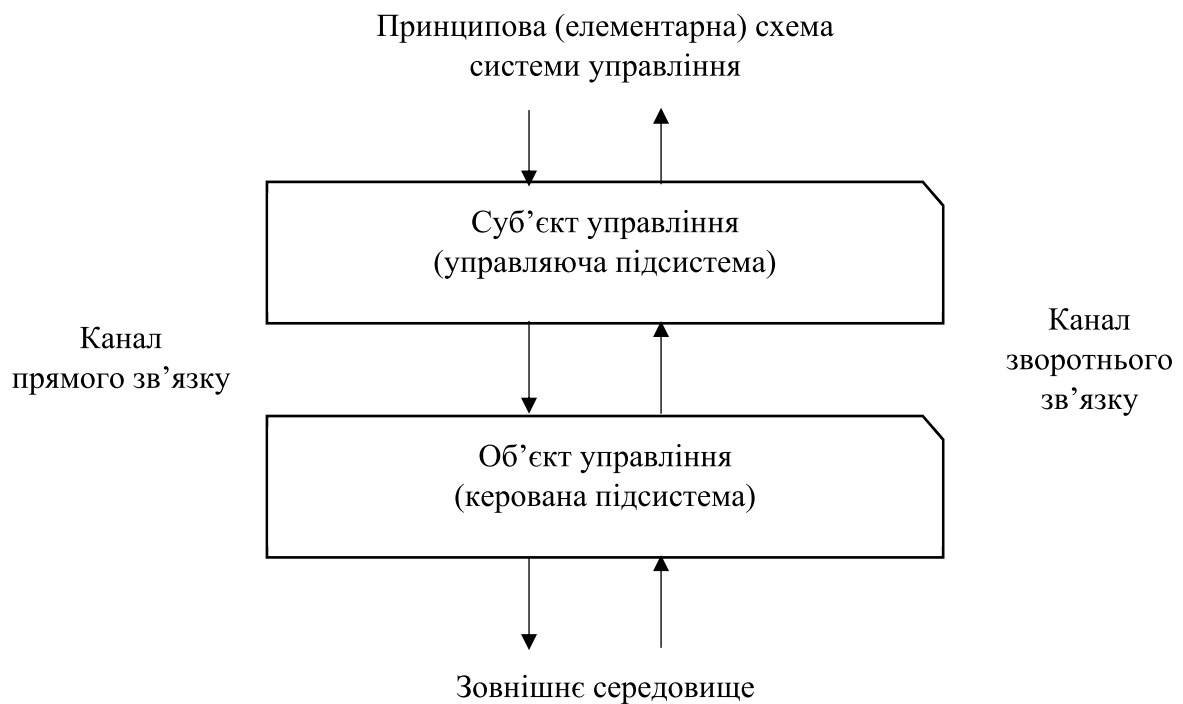 Принципова (елементарна) схема
системи управління
Суб’єкт управління
(управляюча підсистема)
Канал
прямого зв’язку
Канал
зворотнього
зв’язку
Об’єкт управління
(керована підсистема)
Зовнішнє середовище